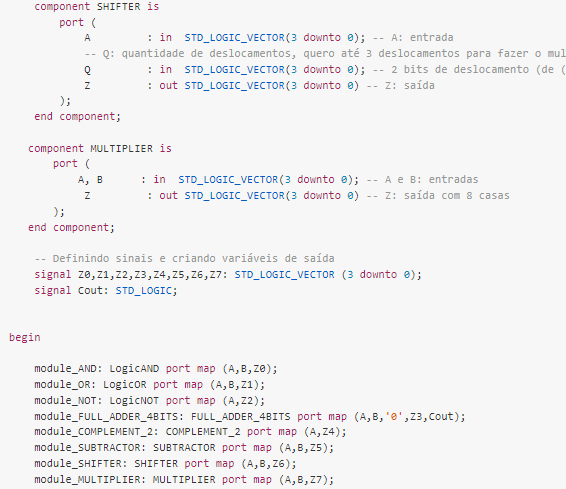 component SHIFTER is
port (
A : in STD_LOGIC_VECTOR(3 downto 0); -- A: entrada
-- Q: quantidade de deslocamentos, quero até 3 deslocamentos para fazer o mul
Q : in STD_LOGIC_VECTOR(3 downto 0); -- 2 bits de deslocamento (de (
Z : out STD_LOGIC_VECTOR(3 downto 0) -- Z: saída
);
end component;
component MULTIPLIER is
port (
A, B : in STD_LOGIC_VECTOR(3 downto 0); -- A e B: entradas
Z : out STD_LOGIC_VECTOR(3 downto 0) -- Z: saída com 8 casas
);
end component;
-- Definindo sinais e criando variáveis de saída
signal Z0,Z1,Z2,Z3,Z4,Z5,Z6,Z7: STD_LOGIC_VECTOR (3 downto 0);
signal Cout: STD_LOGIC;
begin
module_AND: LogicAND port map (A,B,Z0);
module_OR: LogicOR port map (A,B,Z1);
module_NOT: LogicNOT port map (A,Z2);
module_FULL_ADDER_4BITS: FULL_ADDER_4BITS port map (A,B,'0',Z3,Cout);
module_COMPLEMENT_2: COMPLEMENT_2 port map (A,Z4);
module_SUBTRACTOR: SUBTRACTOR port map (A,B,Z5);
module_SHIFTER: SHIFTER port map (A,B,Z6);
module_MULTIPLIER: MULTIPLIER port map (A,B,Z7);